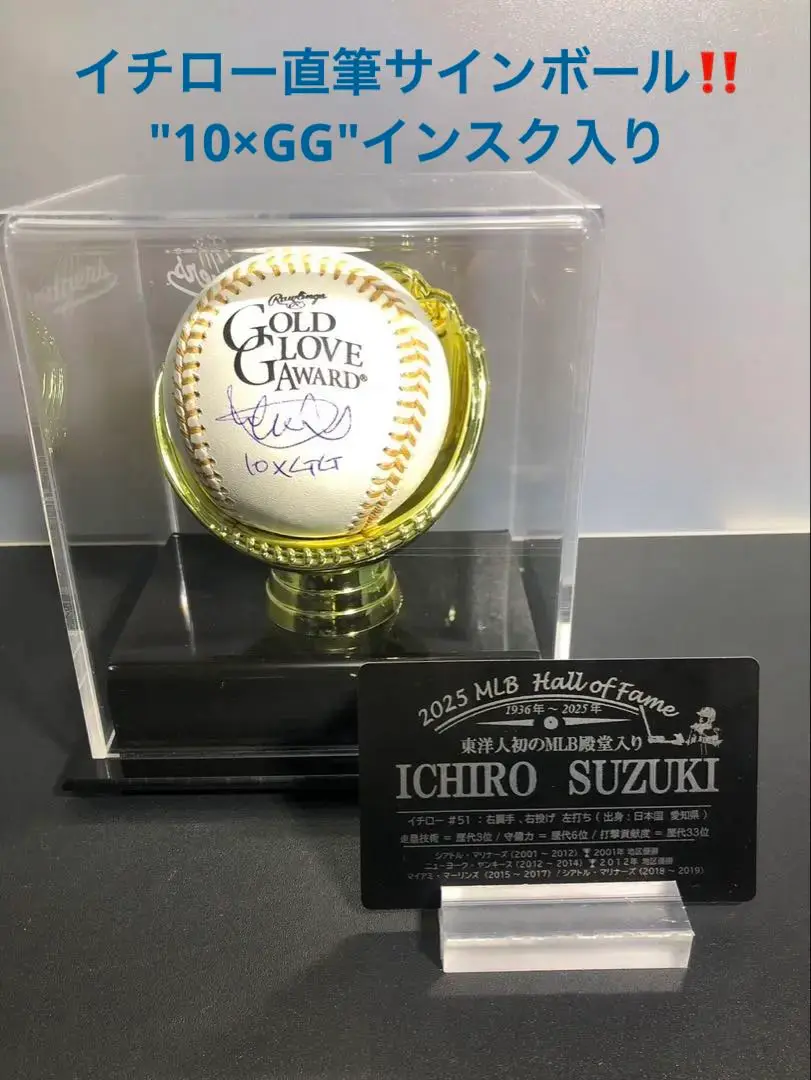 イチロー直筆サインボール‼
"10×GG"インスク入り
Rawlings
GOLD
GLOVE
AWARD®
10×GG
2025 MLB Hall of Fame
1936年～2025年
東洋人初のMLB殿堂入り
ICHIRO SUZUKI
イチロー #51 : 右翼手、右投げ 左打ち ( 出身 : 日本国 愛知県 )
走塁技術 = 歴代3位 / 守備力 = 歴代6位 / 打撃貢献度 = 歴代33位
シアトル・マリナーズ (2001 ～ 2012) 2001年 地区優勝
ニューヨーク・ヤンキース (2012 ～ 2014) 2012年 地区優勝
マイアミ・マーリンズ (2015 ～ 2017) / シアトル・マリナーズ (2018 ～ 2019)